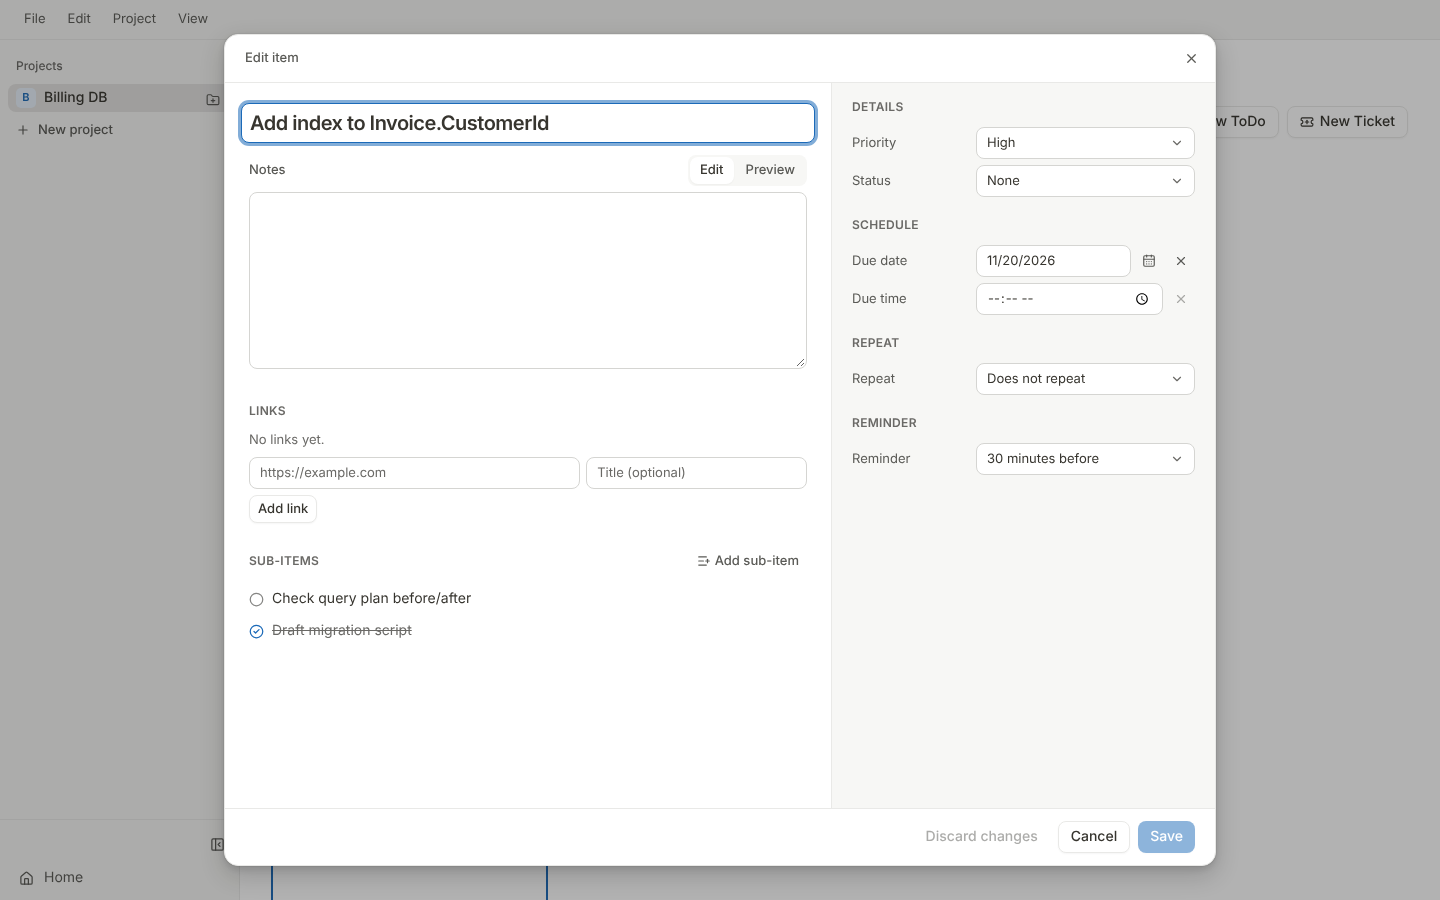 File Edit Project View
Projects
B Billing DB
New project
Home
w ToDo
New Ticket
Edit item
Add index to Invoice.CustomerId
Notes
Edit Preview
LINKS
No links yet.
https://example.com
Title (optional)
Add link
SUB-ITEMS
Add sub-item
Check query plan before/after
Draft migration script
DETAILS
Priority High
Status None
SCHEDULE
Due date 11/20/2026
Due time --:-- --
REPEAT
Repeat Does not repeat
REMINDER
Reminder 30 minutes before
Discard changes Cancel Save